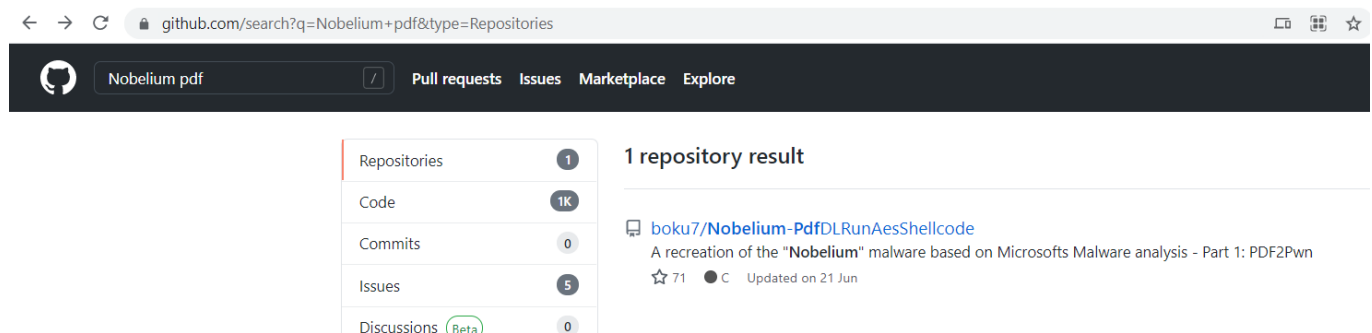 github.com/search?q=Nobelium+pdf&type=Repositories
Nobelium pdf / Pull requests Issues Marketplace Explore
Repositories 1
Code 1K
Commits 0
Issues 5
Discussions Beta 0
1 repository result
boku7/Nobelium-PdfDLRunAesShellcode
A recreation of the "Nobelium" malware based on Microsofts Malware analysis - Part 1: PDF2Pwn
71 C Updated on 21 Jun